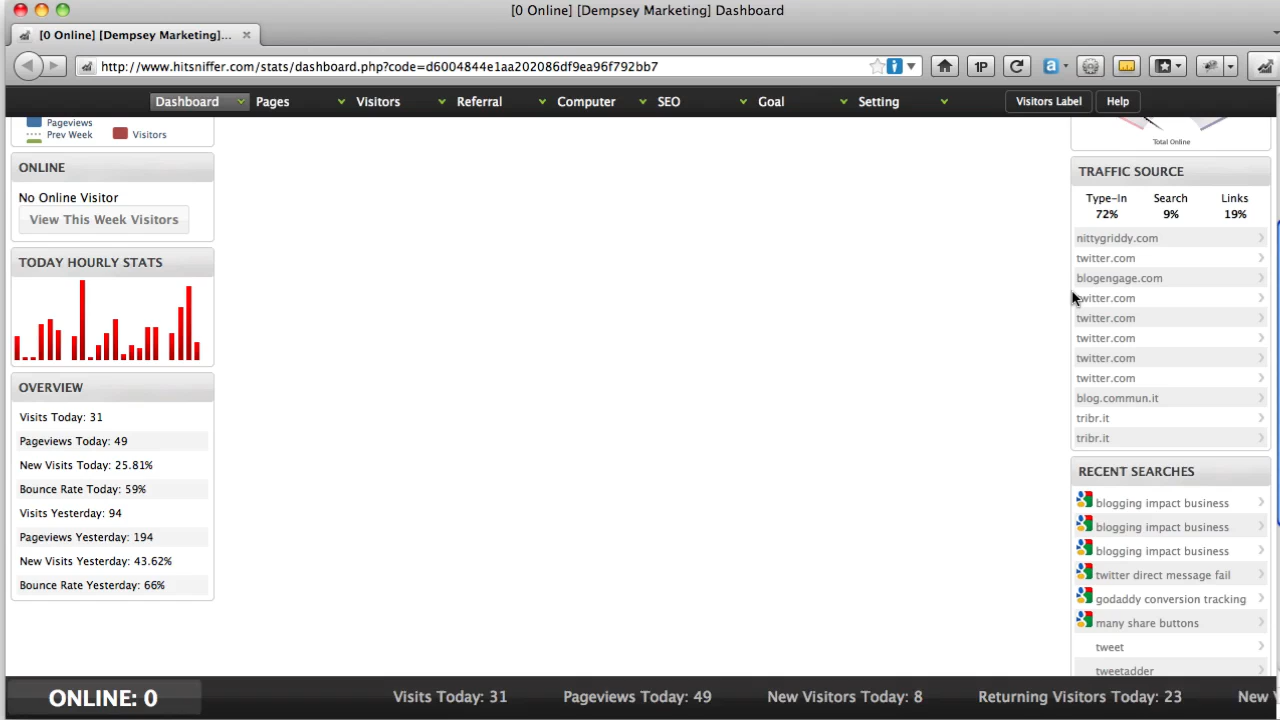 [0 Online] [Dempsey Marketing] Dashboard
[0 Online] [Dempsey Marketing]...
http://www.hitsniffer.com/stats/dashboard.php?code=d6004844e1aa202086df9ea96f792bb7
1P
a
Dashboard Pages Visitors Referral Computer SEO Goal Setting Visitors Label Help
Pageviews
Prev Week Visitors
ONLINE
No Online Visitor
View This Week Visitors
TODAY HOURLY STATS
OVERVIEW
Visits Today: 31
Pageviews Today: 49
New Visits Today: 25.81%
Bounce Rate Today: 59%
Visits Yesterday: 94
Pageviews Yesterday: 194
New Visits Yesterday: 43.62%
Bounce Rate Yesterday: 66%
Total Online
TRAFFIC SOURCE
Type-In Search Links
72% 9% 19%
nittygriddy.com
twitter.com
blogengage.com
twitter.com
twitter.com
twitter.com
twitter.com
twitter.com
blog.commun.it
tribr.it
tribr.it
RECENT SEARCHES
blogging impact business
blogging impact business
blogging impact business
twitter direct message fail
godaddy conversion tracking
many share buttons
tweet
tweetadder
ONLINE: 0 Visits Today: 31 Pageviews Today: 49 New Visitors Today: 8 Returning Visitors Today: 23 New